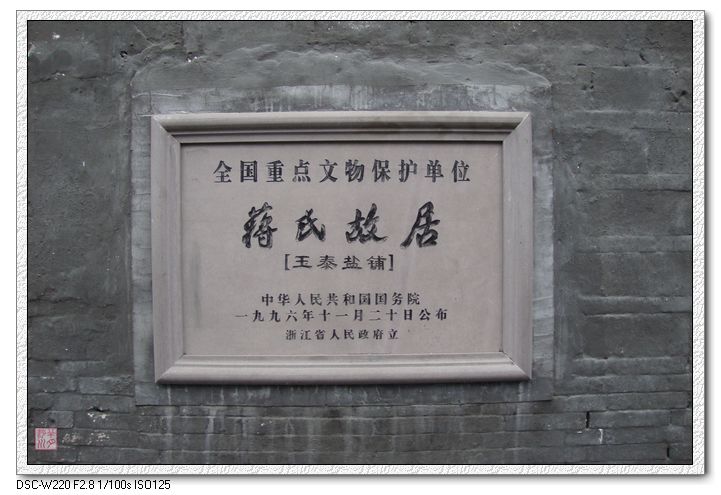 全国重点文物保护单位
蒋氏故居
[玉泰盐铺]
中华人民共和国国务院
一九九六年十一月二十日公布
浙江省人民政府立
DSC-W220 F2.8 1/100s ISO125